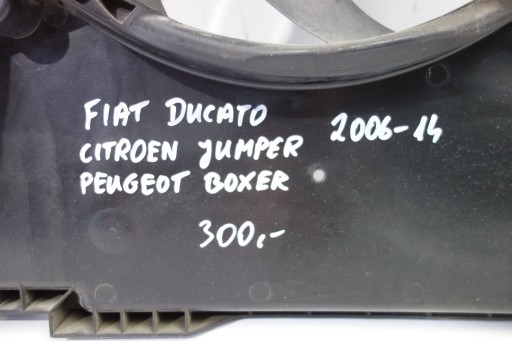 FIAT DUCATO
CITROEN JUMPER 2006-14
PEUGEOT BOXER
300,-